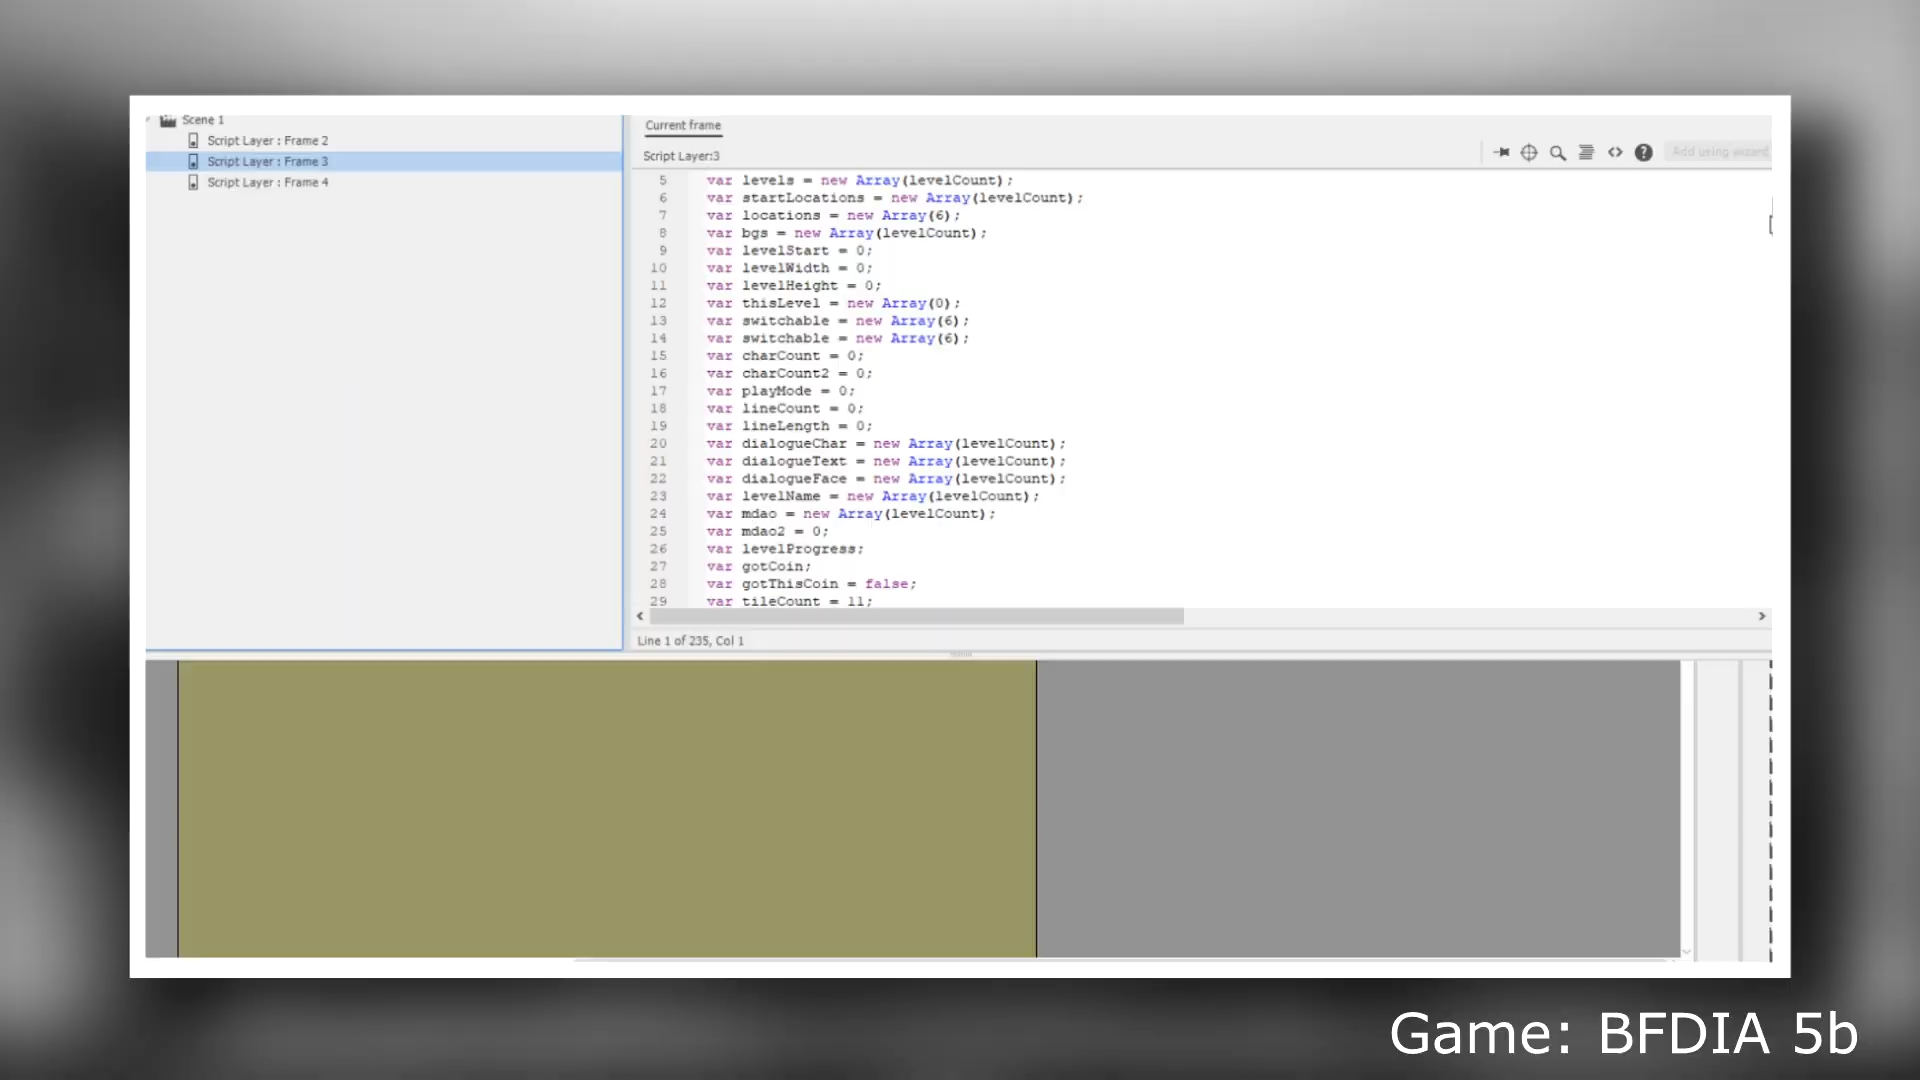 Scene 1
Script Layer : Frame 2
Script Layer : Frame 3
Script Layer : Frame 4
Current frame
Script Layer:3
Add using wizard
5 var levels = new Array(levelCount);
6 var startLocations = new Array(levelCount);
7 var locations = new Array(6);
8 var bgs = new Array(levelCount);
9 var levelStart = 0;
10 var levelWidth = 0;
11 var levelHeight = 0;
12 var thisLevel = new Array(0);
13 var switchable = new Array(6);
14 var switchable = new Array(6);
15 var charCount = 0;
16 var charCount2 = 0;
17 var playMode = 0;
18 var lineCount = 0;
19 var lineLength = 0;
20 var dialogueChar = new Array(levelCount);
21 var dialogueText = new Array(levelCount);
22 var dialogueFace = new Array(levelCount);
23 var levelName = new Array(levelCount);
24 var mdao = new Array(levelCount);
25 var mdao2 = 0;
26 var levelProgress;
27 var gotCoin;
28 var gotThisCoin = false;
29 var tileCount = 11;
Line 1 of 235, Col 1
Game: BFDIA 5b